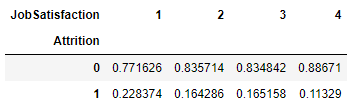 JobSatisfaction 1 2 3 4
Attrition
0 0.771626 0.835714 0.834842 0.88671
1 0.228374 0.164286 0.165158 0.11329